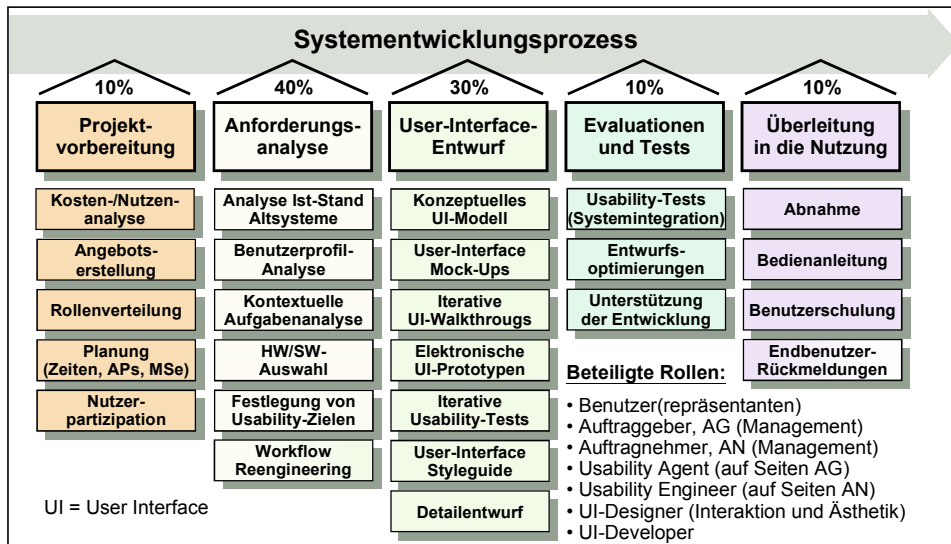 Systementwicklungsprozess
10%
Projekt-
vorbereitung
Kosten-/Nutzen-
analyse
Angebots-
erstellung
Rollenverteilung
Planung
(Zeiten, APs, MSe)
Nutzer-
partizipation
40%
Anforderungs-
analyse
Analyse Ist-Stand
Altsysteme
Benutzerprofil-
Analyse
Kontextuelle
Aufgabenanalyse
HW/SW-
Auswahl
Festlegung von
Usability-Zielen
Workflow
Reengineering
30%
User-Interface-
Entwurf
Konzeptuelles
UI-Modell
User-Interface
Mock-Ups
Iterative
UI-Walkthrougs
Elektronische
UI-Prototypen
Iterative
Usability-Tests
User-Interface
Styleguide
Detailentwurf
10%
Evaluationen
und Tests
Usability-Tests
(Systemintegration)
Entwurfs-
optimierungen
Unterstützung
der Entwicklung
10%
Überleitung
in die Nutzung
Abnahme
Bedienanleitung
Benutzerschulung
Endbenutzer-
Rückmeldungen
Beteiligte Rollen:
• Benutzer(repräsentanten)
• Auftraggeber, AG (Management)
• Auftragnehmer, AN (Management)
• Usability Agent (auf Seiten AG)
• Usability Engineer (auf Seiten AN)
• UI-Designer (Interaktion und Ästhetik)
• UI-Developer
UI = User Interface